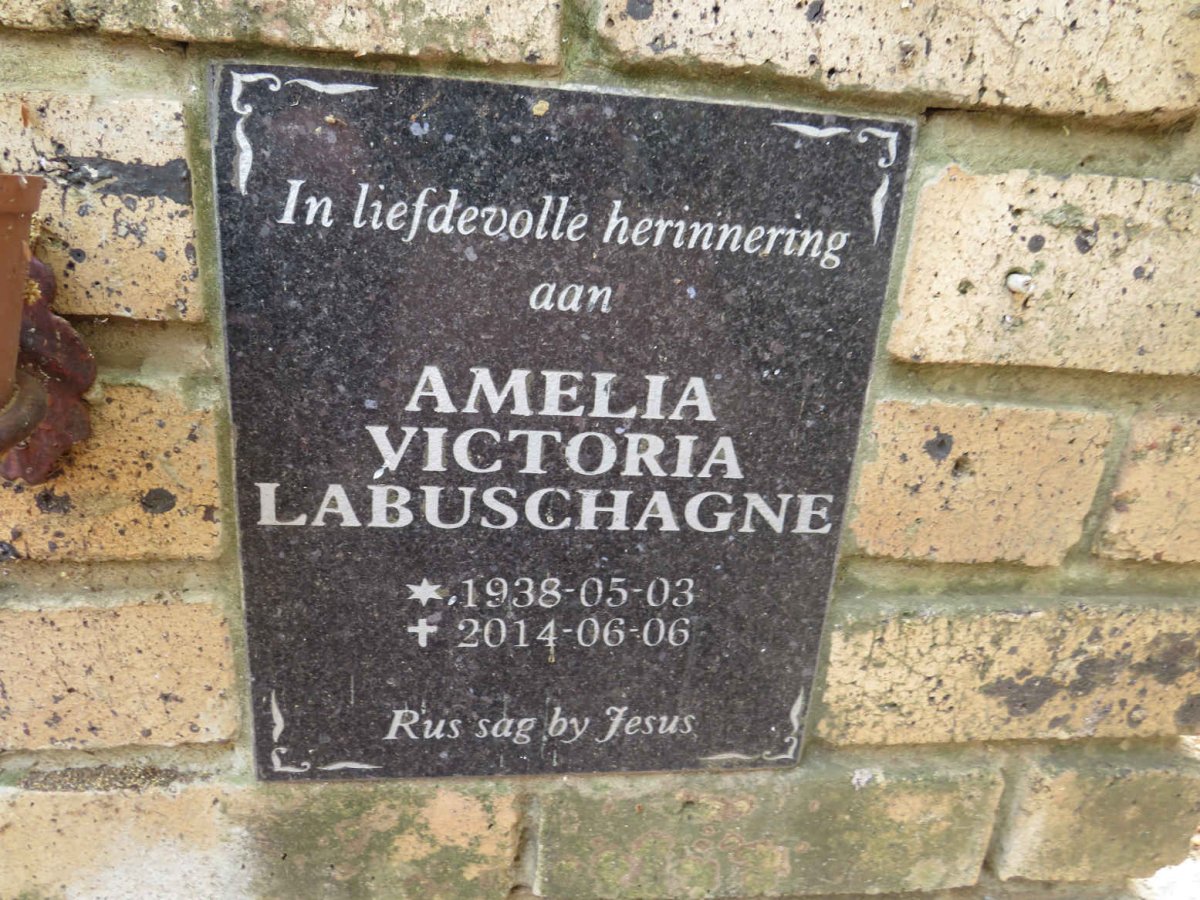 In liefdevolle herinnering
aan
AMELIA
VICTORIA
LABUSCHAGNE
1938-05-03
2014-06-06
Rus sag by Jesus